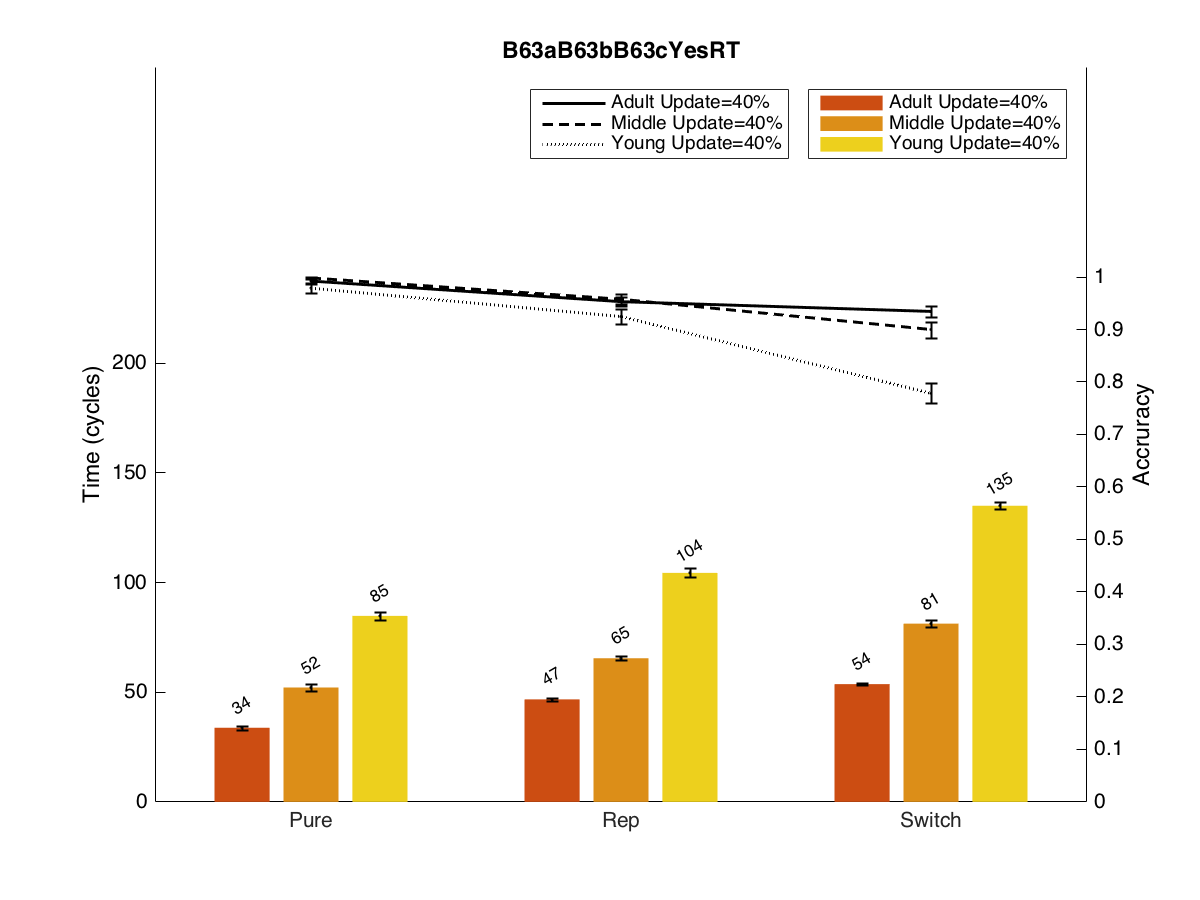 B63aB63bB63cYesRT
Adult Update=40%
Middle Update=40%
Young Update=40%
Adult Update=40%
Middle Update=40%
Young Update=40%
Time (cycles)
200
150
100
50
0
Accruracy
1
0.9
0.8
0.7
0.6
0.5
0.4
0.3
0.2
0.1
0
34
52
85
47
65
104
54
81
135
Pure
Rep
Switch